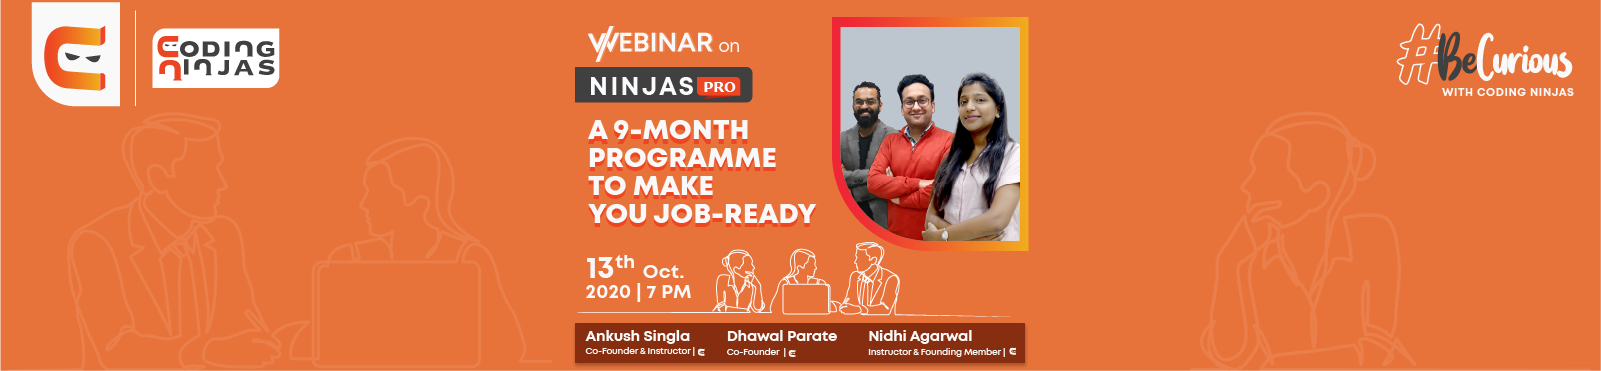 CODING
NINJAS
WEBINAR on
NINJAS PRO
A 9-MONTH
PROGRAMME
TO MAKE
YOU JOB-READY
13th Oct.
2020 | 7 PM
Ankush Singla
Co-Founder & Instructor |
Dhawal Parate
Co-Founder |
Nidhi Agarwal
Instructor & Founding Member |
#BeCurious
WITH CODING NINJAS